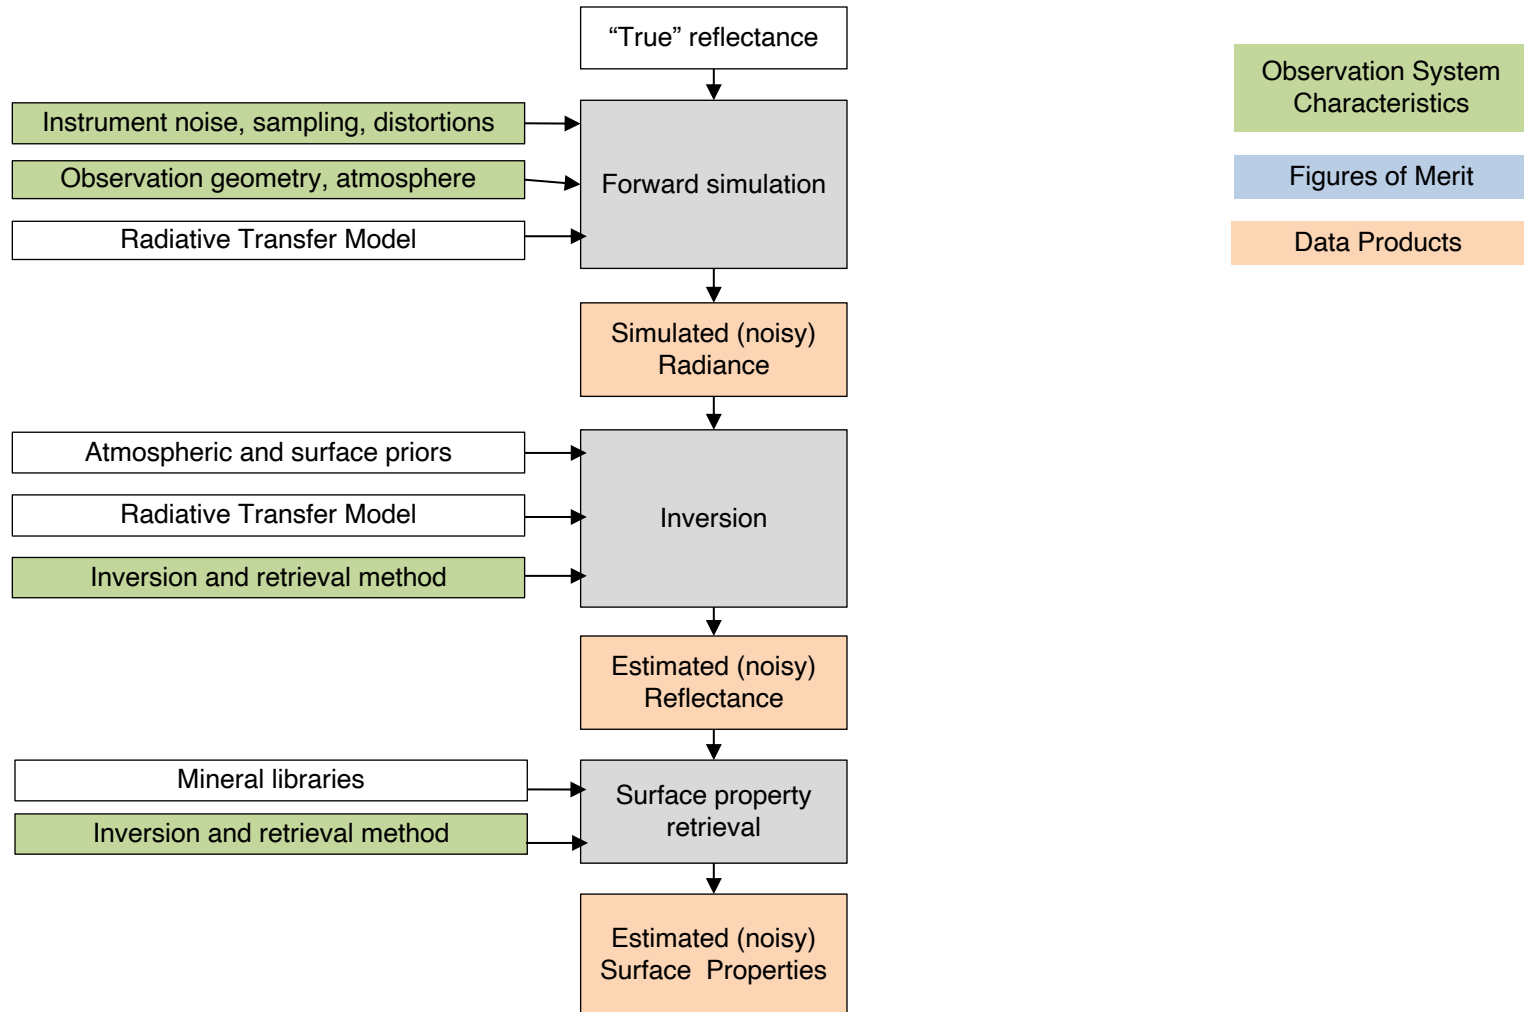 “True” reflectance
Instrument noise, sampling, distortions
Observation geometry, atmosphere
Radiative Transfer Model
Forward simulation
Simulated (noisy)
Radiance
Atmospheric and surface priors
Radiative Transfer Model
Inversion and retrieval method
Inversion
Estimated (noisy)
Reflectance
Mineral libraries
Inversion and retrieval method
Surface property
retrieval
Estimated (noisy)
Surface Properties
Observation System
Characteristics
Figures of Merit
Data Products